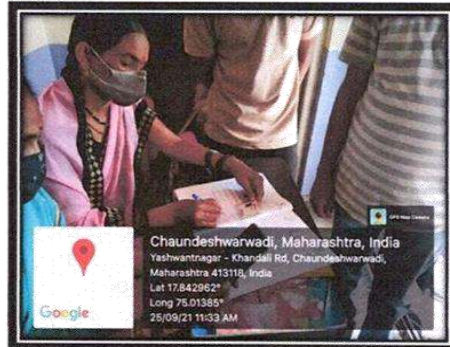 GPS Map Camera
Chaundeshwarwadi, Maharashtra, India
Yashwantnagar - Khandali Rd, Chaundeshwarwadi,
Maharashtra 413118, India
Lat 17.842962°
Long 75.01385°
25/09/21 11:33 AM
Google